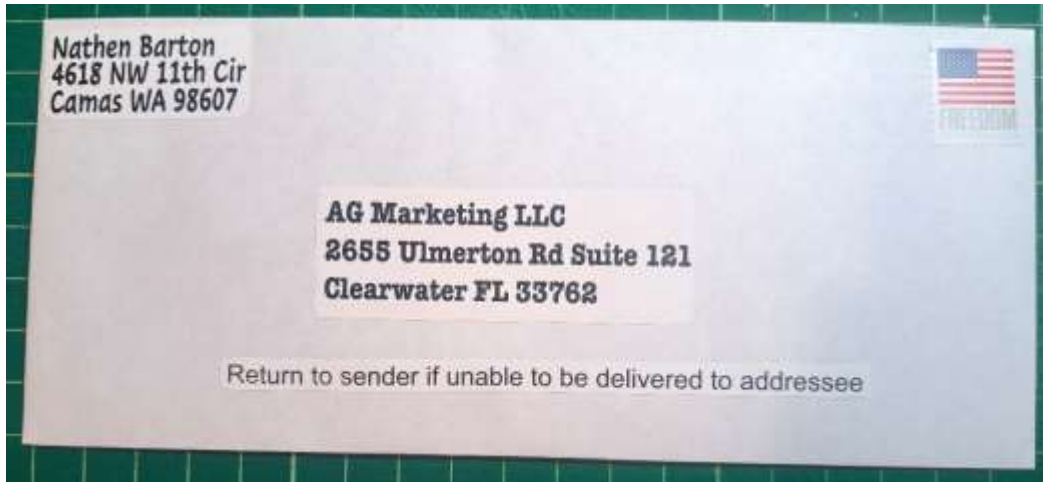 Nathen Barton
4618 NW 11th Cir
Camas WA 98607
FREEDOM
AG Marketing LLC
2655 Ulmerton Rd Suite 121
Clearwater FL 33762
Return to sender if unable to be delivered to addressee